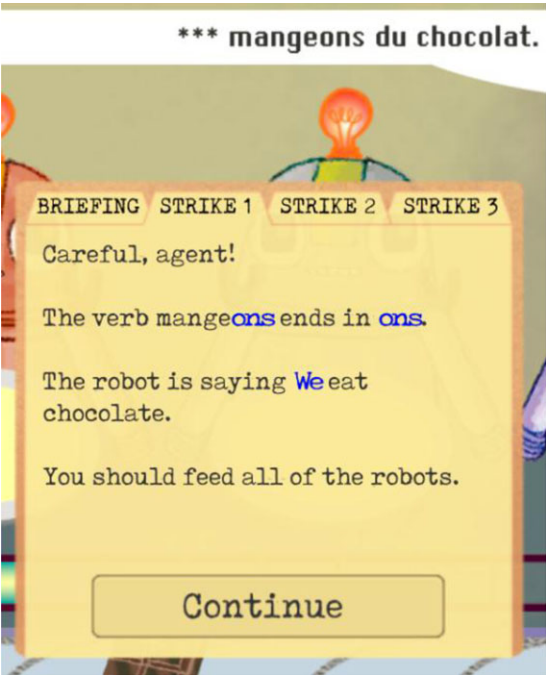 *** mangeons du chocolat.
BRIEFING STRIKE 1 STRIKE 2 STRIKE 3
Careful, agent!
The verb mangeons ends in ons.
The robot is saying We eat
chocolate.
You should feed all of the robots.
Continue